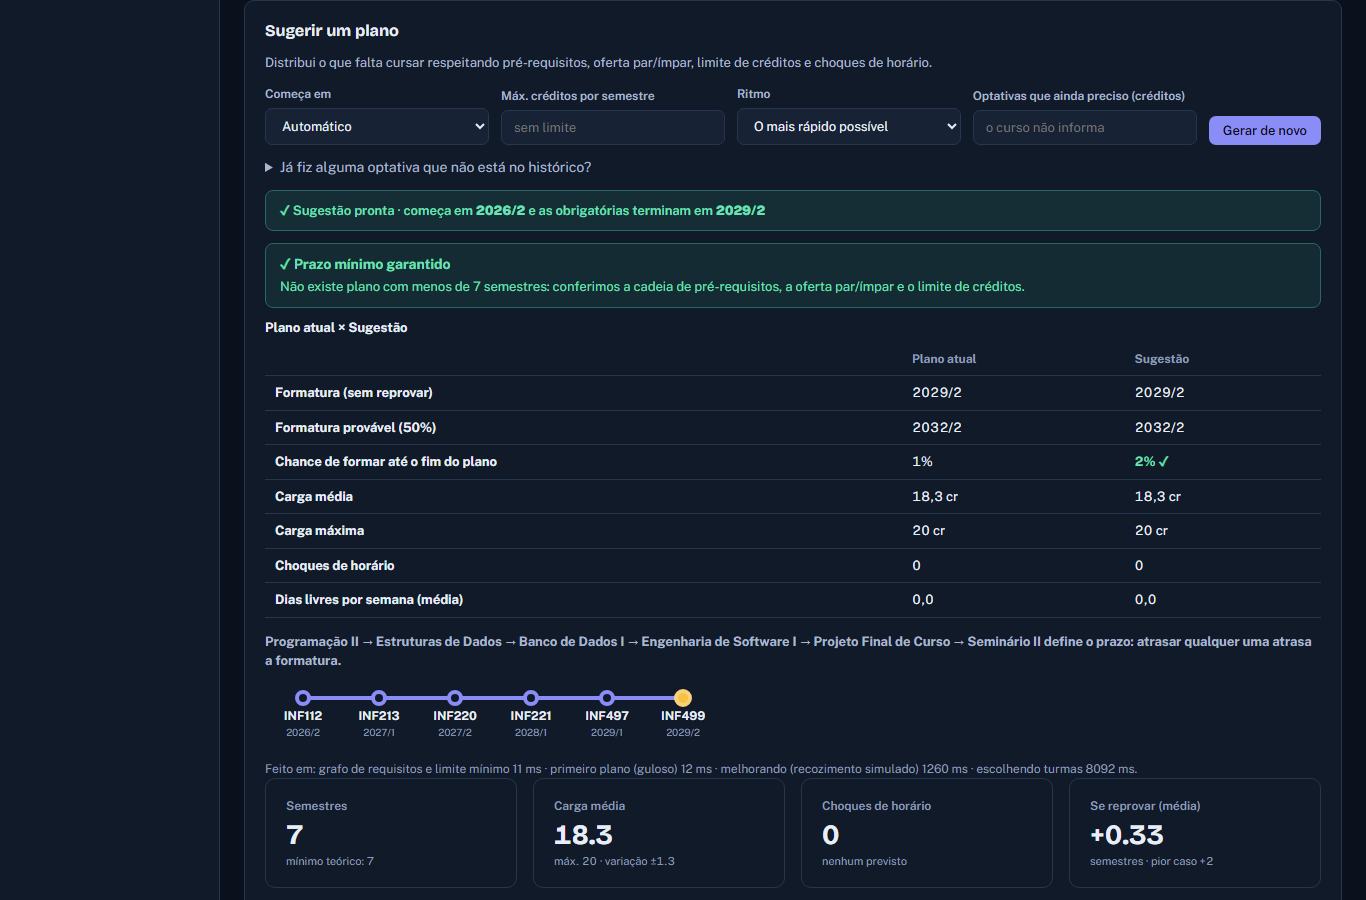 Sugerir um plano
Distribui o que falta cursar respeitando pré-requisitos, oferta par/ímpar, limite de créditos e choques de horário.
Começa em
Máx. créditos por semestre
Ritmo
Optativas que ainda preciso (créditos)
Automático
sem limite
O mais rápido possível
o curso não informa
Gerar de novo
▶ Já fiz alguma optativa que não está no histórico?
✓ Sugestão pronta · começa em 2026/2 e as obrigatórias terminam em 2029/2
✓ Prazo mínimo garantido
Não existe plano com menos de 7 semestres: conferimos a cadeia de pré-requisitos, a oferta par/ímpar e o limite de créditos.
Plano atual × Sugestão
Plano atual Sugestão
Formatura (sem reprovar) 2029/2 2029/2
Formatura provável (50%) 2032/2 2032/2
Chance de formar até o fim do plano 1% 2% ✓
Carga média 18,3 cr 18,3 cr
Carga máxima 20 cr 20 cr
Choques de horário 0 0
Dias livres por semana (média) 0,0 0,0
Programação II → Estruturas de Dados → Banco de Dados I → Engenharia de Software I → Projeto Final de Curso → Seminário II define o prazo: atrasar qualquer uma atrasa
a formatura.
INF112 INF213 INF220 INF221 INF497 INF499
2026/2 2027/1 2027/2 2028/1 2029/1 2029/2
Feito em: grafo de requisitos e limite mínimo 11 ms · primeiro plano (guloso) 12 ms · melhorando (recozimento simulado) 1260 ms · escolhendo turmas 8092 ms.
Semestres
7
mínimo teórico: 7
Carga média
18.3
máx. 20 · variação ±1.3
Choques de horário
0
nenhum previsto
Se reprovar (média)
+0.33
semestres · pior caso +2